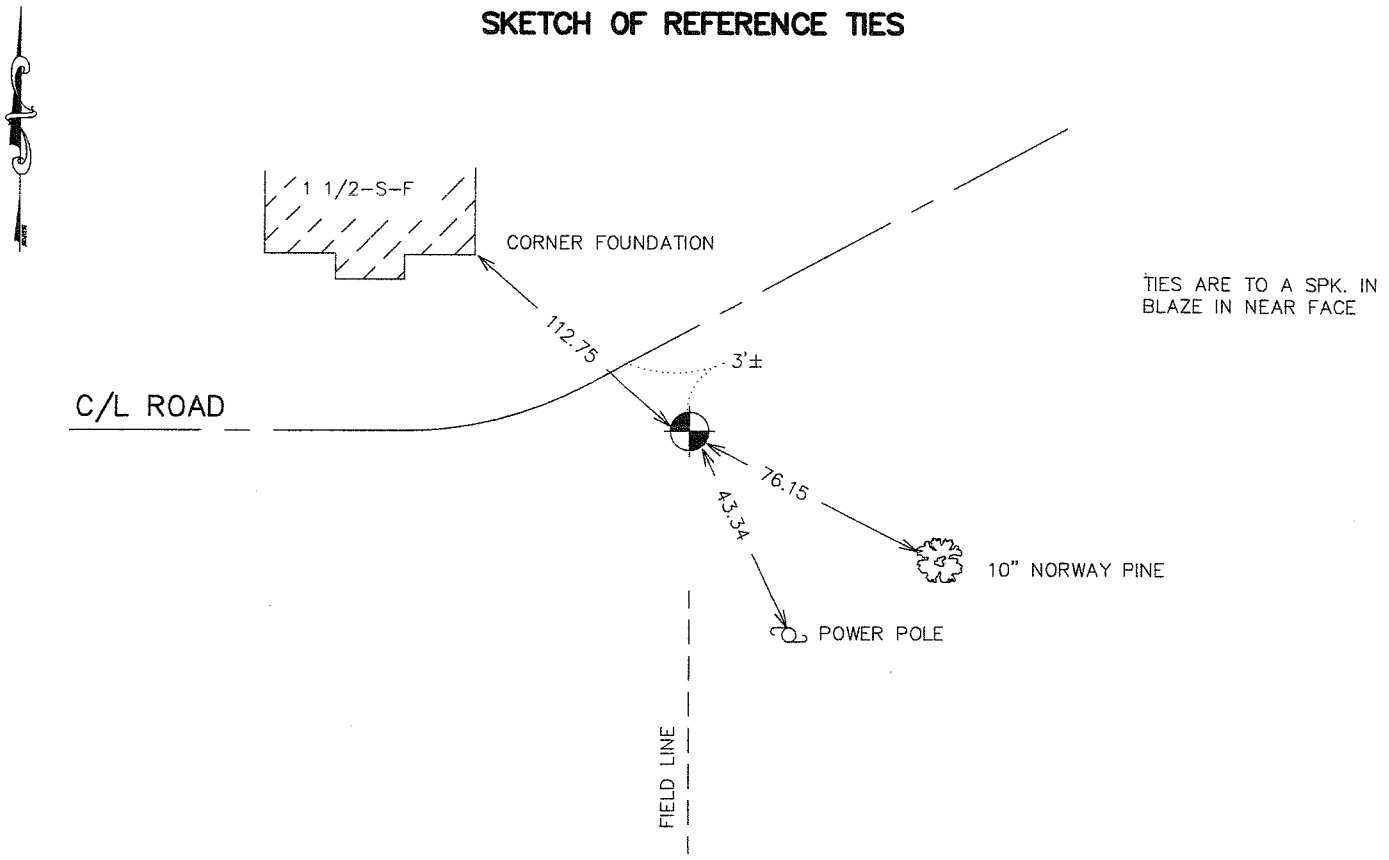 SKETCH OF REFERENCE TIES
1 1/2-S-F
CORNER FOUNDATION
TIES ARE TO A SPK. IN
BLAZE IN NEAR FACE
112.75
3'±
C/L ROAD
76.15
43.34
10" NORWAY PINE
POWER POLE
FIELD LINE